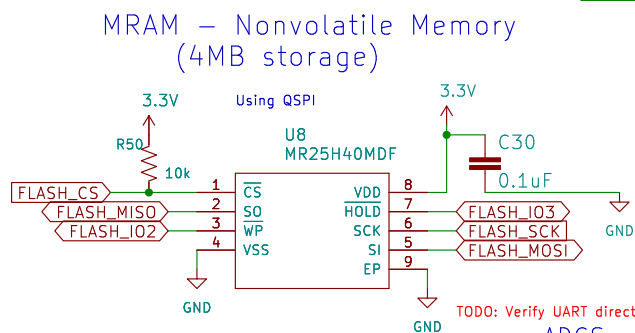 MRAM – Nonvolatile Memory
(4MB storage)
3.3V
Using QSPI
3.3V
R50
10k
U8
MR25H40MDF
C30
0.1uF
FLASH_CS
1
CS
VDD
8
FLASH_MISO
2
SO
HOLD
7
FLASH_IO3
FLASH_IO2
3
WP
SCK
6
FLASH_SCK
4
VSS
SI
5
FLASH_MOSI
EP
9
GND
GND
GND
TODO: Verify UART direct